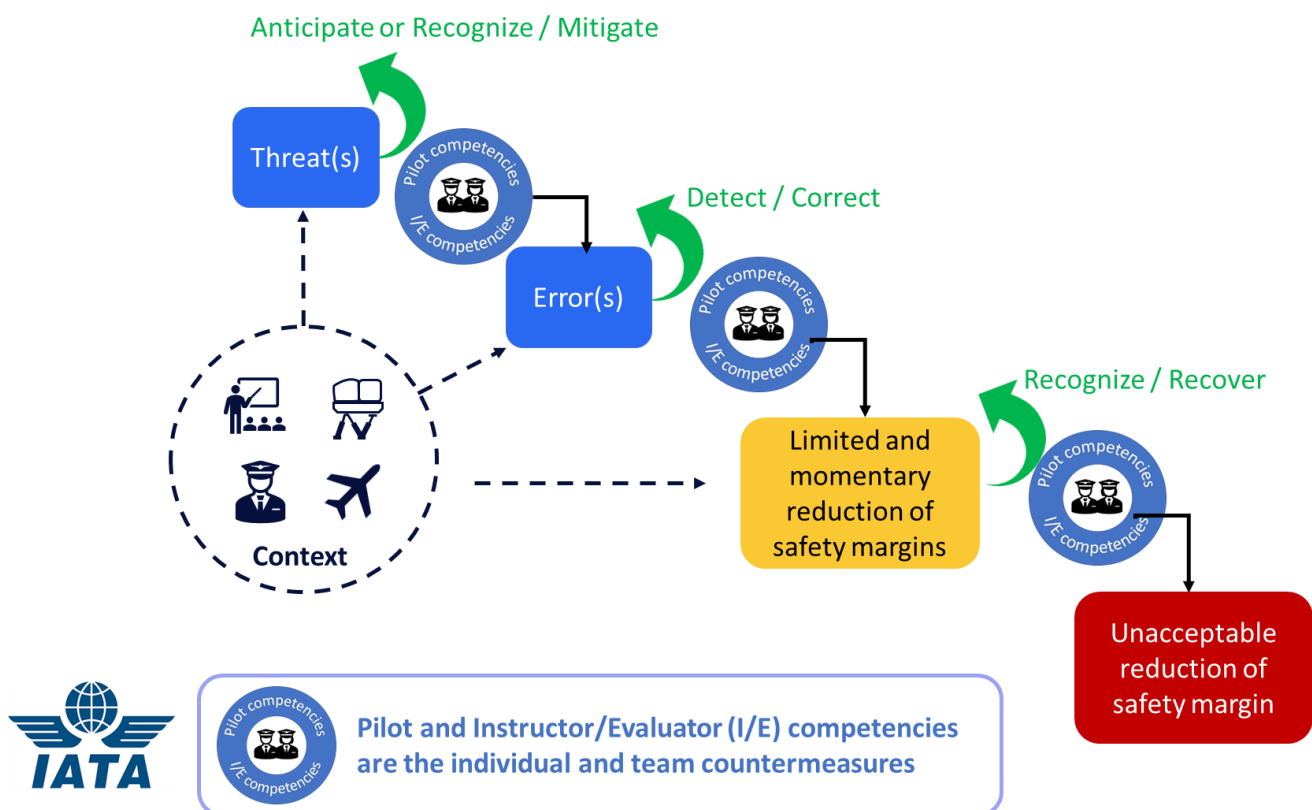 Anticipate or Recognize / Mitigate
Threat(s)
Pilot competencies
I/E competencies
Detect / Correct
Error(s)
Pilot competencies
I/E competencies
Recognize / Recover
Limited and
momentary
reduction of
safety margins
Pilot competencies
I/E competencies
Context
Unacceptable
reduction of
safety margin
IATA
Pilot competencies
I/E competencies
Pilot and Instructor/Evaluator (I/E) competencies
are the individual and team countermeasures